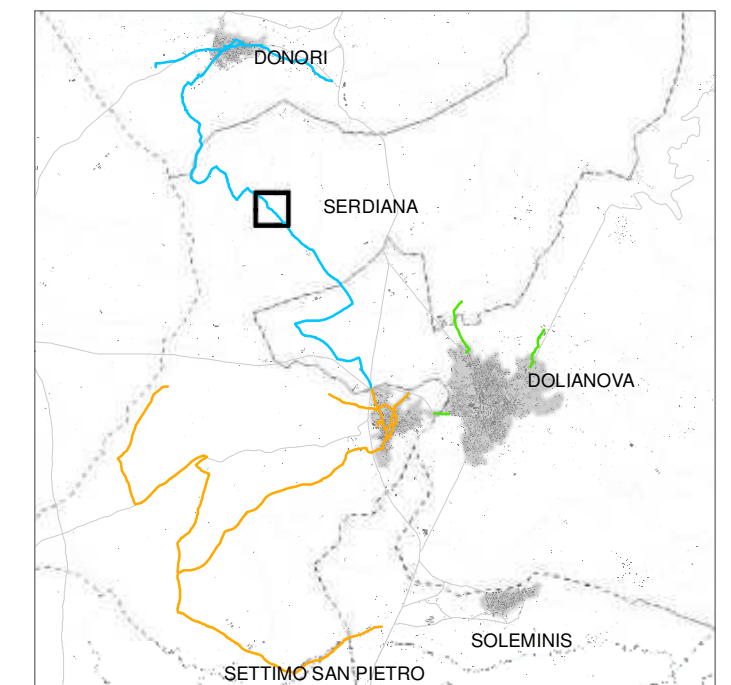 DONORI
SERDIANA
DOLIANOVA
SOLEMINIS
SETTIMO SAN PIETRO